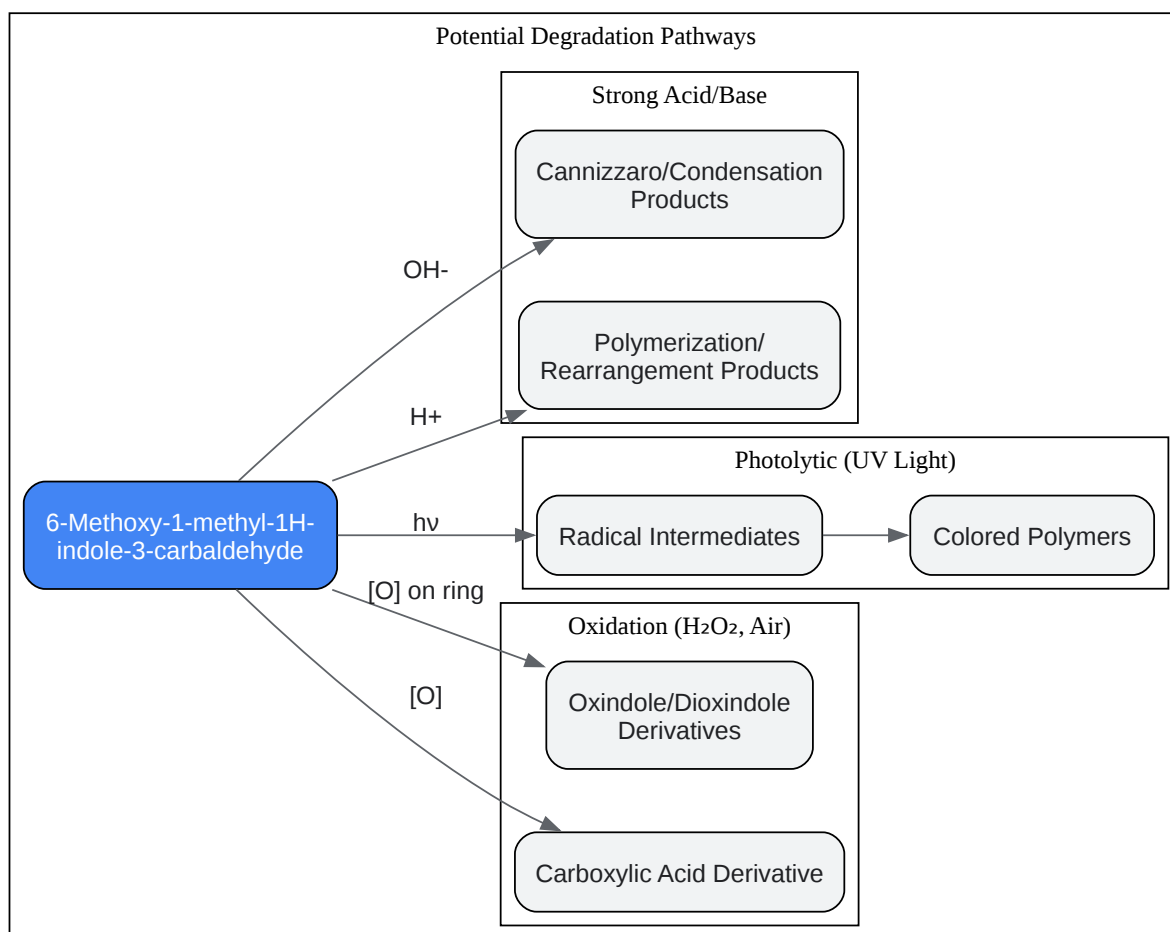 Potential Degradation Pathways
Strong Acid/Base
Cannizzaro/Condensation
Products
OH-
Polymerization/
Rearrangement Products
H+
Photolytic (UV Light)
6-Methoxy-1-methyl-1H-
indole-3-carbaldehyde
hν
Radical Intermediates
Colored Polymers
[O] on ring
Oxidation (H₂O₂, Air)
Oxindole/Dioxindole
Derivatives
[O]
Carboxylic Acid Derivative